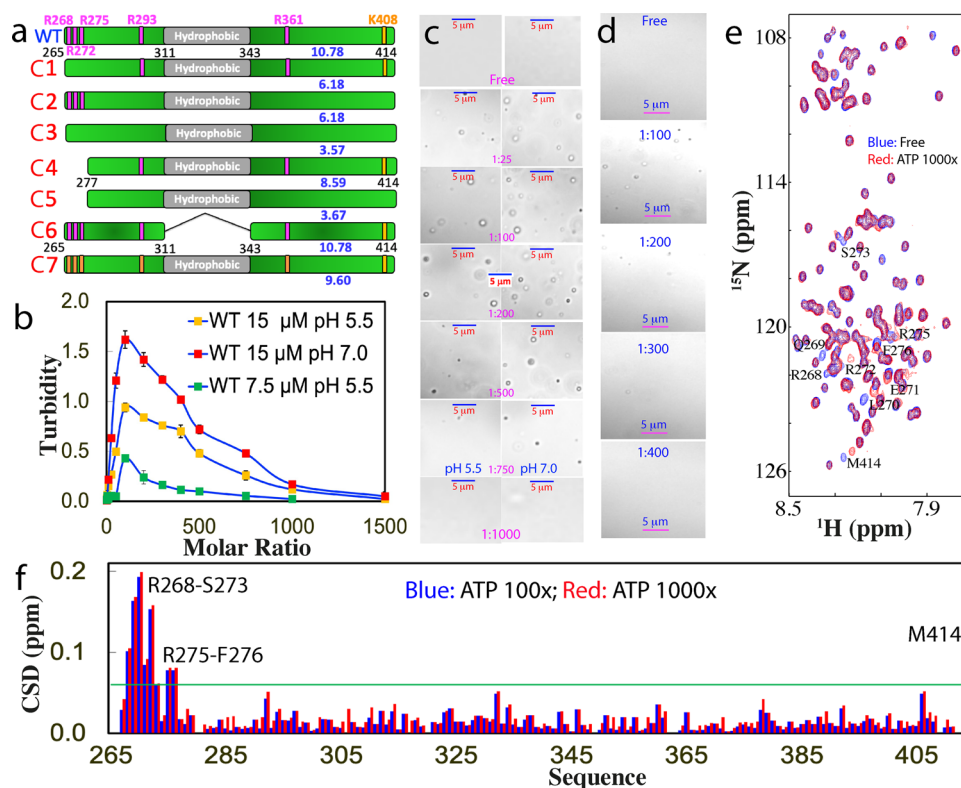 a
R268 R275 R293 R361 K408
WT
265 R272 311 343 10.78 414
Hydrophobic
C1
Hydrophobic
6.18
C2
Hydrophobic
6.18
C3
Hydrophobic
3.57
C4
Hydrophobic
277 8.59 414
C5
Hydrophobic
3.67
C6
265 311 343 10.78 414
C7
Hydrophobic
9.60
b
2.0
1.5
1.0
0.5
0.0
Turbidity
WT 15 µM pH 5.5
WT 15 µM pH 7.0
WT 7.5 µM pH 5.5
0 500 1000 1500
Molar Ratio
c
5 µm 5 µm
Free
5 µm 5 µm
1:25
5 µm 5 µm
1:100
5 µm 5 µm
5 µm
1:200
5 µm 5 µm
1:500
5 µm 5 µm
pH 5.5 1:750 pH 7.0
5 µm 5 µm
1:1000
d
Free
5 µm
1:100
5 µm
1:200
5 µm
1:300
5 µm
1:400
5 µm
e
108
114
120
126
15N (ppm)
Blue: Free
Red: ATP 1000x
S273
R275
Q269
F276
R268
R272
E271
L270
M414
8.5 7.9
1H (ppm)
f
0.2
0.1
0.0
CSD (ppm)
R268-S273
Blue: ATP 100x; Red: ATP 1000x
M414
R275-F276
265 285 305 325 345 365 385 405
Sequence